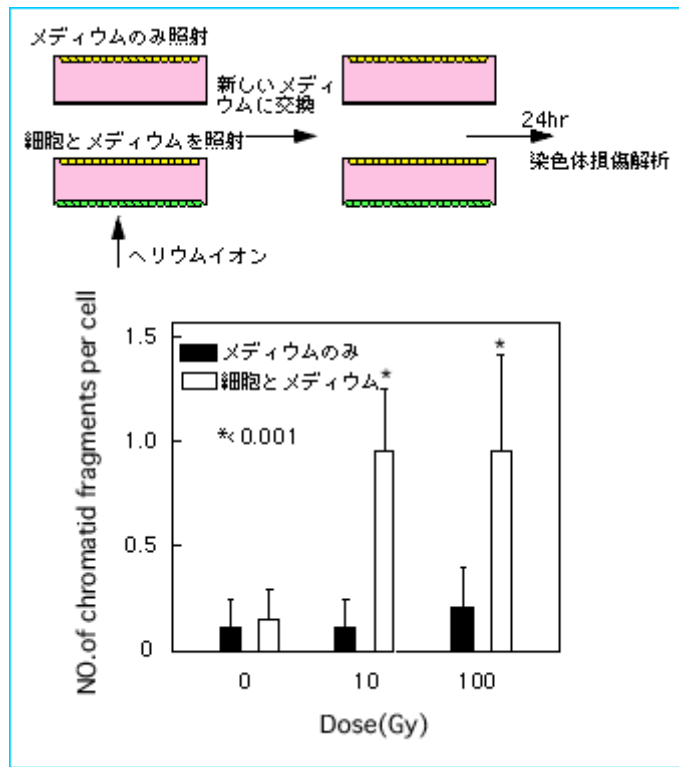 メディウムのみ照射
新しいメディ
ウムに交換
細胞とメディウムを照射
24hr
染色体損傷解析
ヘリウムイオン
NO.of chromatid fragments per cell
1.5
1.0
0.5
0
メディウムのみ
細胞とメディウム
*
*
*<0.001
0
10
100
Dose(Gy)